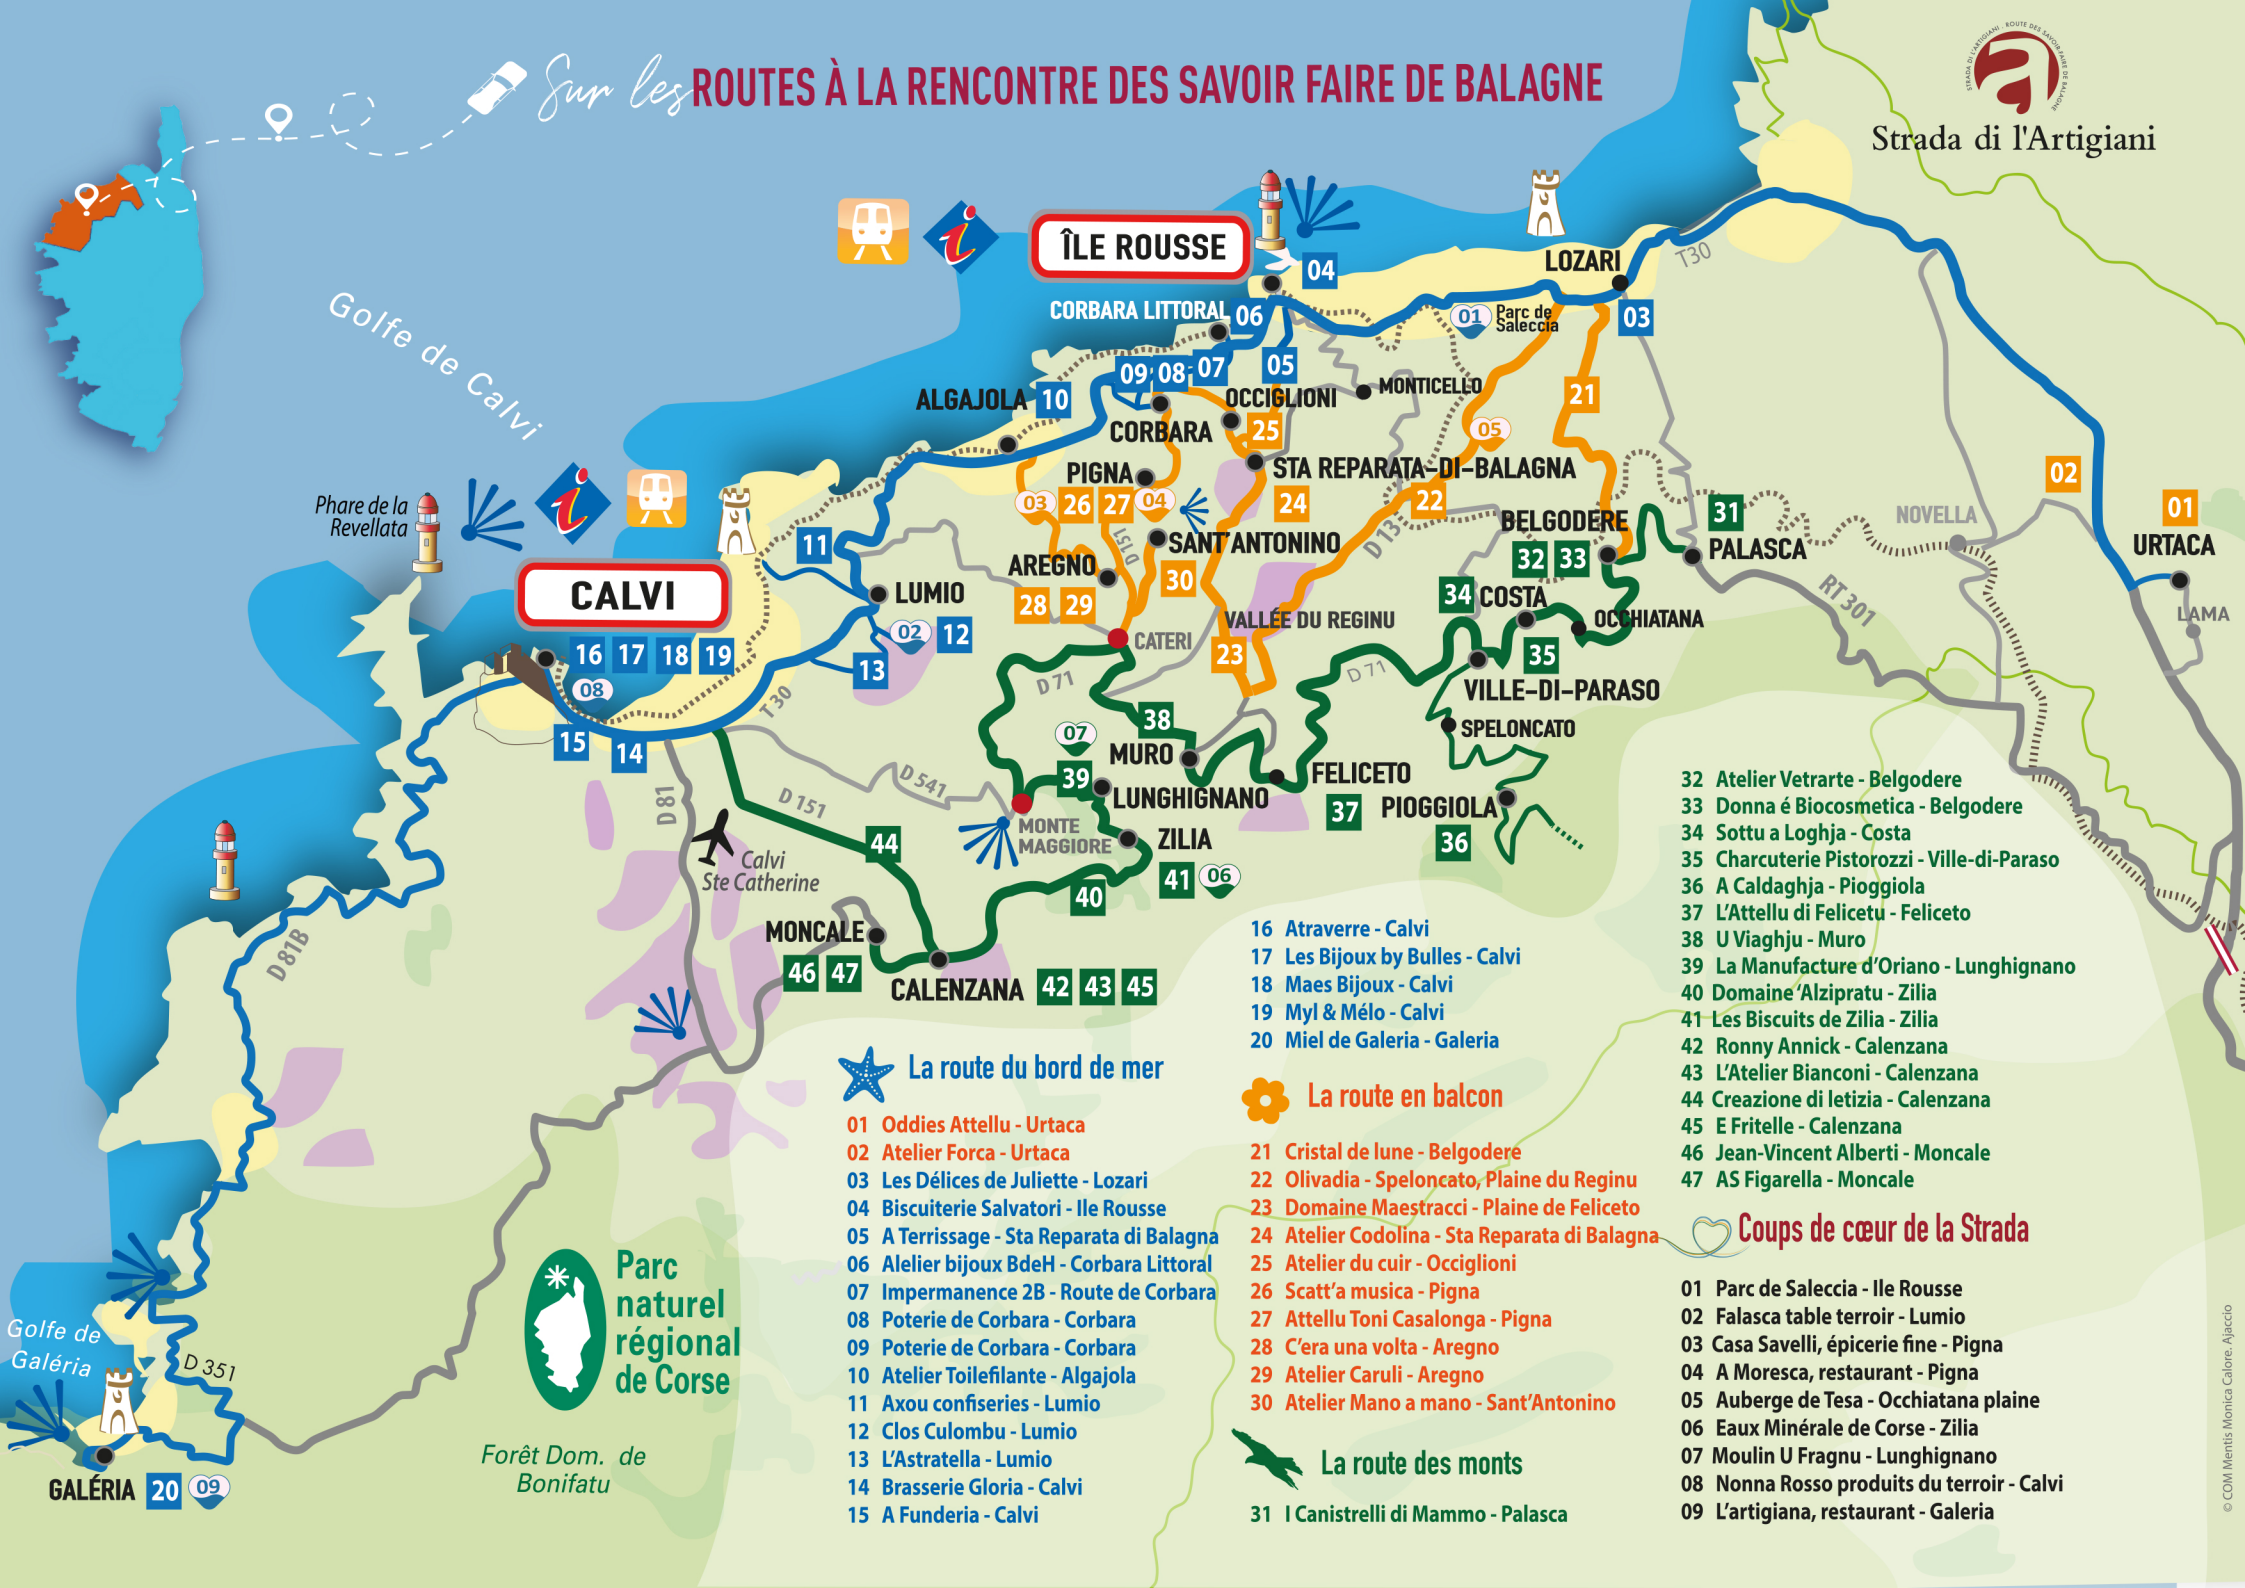 Sur les ROUTES À LA RENCONTRE DES SAVOIR FAIRE DE BALAGNE
STRADA DI L'ARTIGIANI . ROUTE DES SAVOIR-FAIRE DE BALAGNE
Strada di l'Artigiani
Golfe de Calvi
ÎLE ROUSSE
04
LOZARI
T30
CORBARA LITTORAL
06
01
Parc de
Saleccia
03
09
08
07
05
ALGAJOLA
10
OCCIGLIONI
MONTICELLO
21
CORBARA
25
05
PIGNA
STA REPARATA-DI-BALAGNA
02
Phare de la
Revellata
03
26
27
04
24
22
31
NOVELLA
01
URTACA
11
D151
SANT'ANTONINO
D 13
BELGODERE
PALASCA
AREGNO
30
32
33
CALVI
LUMIO
28
29
34
COSTA
RT 301
LAMA
VALLÉE DU REGINU
OCCHIATANA
02
12
CATERI
16
17
18
19
13
23
35
08
D 71
D 71
VILLE-DI-PARASO
T 30
38
SPELONCATO
15
14
07
MURO
D 81
D 151
D 541
39
LUNGHIGNANO
FELICETO
37
PIOGGIOLA
MONTE
MAGGIORE
ZILIA
44
36
Calvi
Ste Catherine
41
06
40
D 81B
MONCALE
46
47
CALENZANA
42
43
45
Golfe de
Galéria
D 351
GALÉRIA
20
09
Parc
naturel
régional
de Corse
Forêt Dom. de
Bonifatu
La route du bord de mer
01 Oddies Attellu - Urtaca
02 Atelier Forca - Urtaca
03 Les Délices de Juliette - Lozari
04 Biscuiterie Salvatori - Ile Rousse
05 A Terrissage - Sta Reparata di Balagna
06 Alelier bijoux BdeH - Corbara Littoral
07 Impermanence 2B - Route de Corbara
08 Poterie de Corbara - Corbara
09 Poterie de Corbara - Corbara
10 Atelier Toilefilante - Algajola
11 Axou confiseries - Lumio
12 Clos Culombu - Lumio
13 L'Astratella - Lumio
14 Brasserie Gloria - Calvi
15 A Funderia - Calvi
16 Atraverre - Calvi
17 Les Bijoux by Bulles - Calvi
18 Maes Bijoux - Calvi
19 Myl & Mélo - Calvi
20 Miel de Galeria - Galeria
La route en balcon
21 Cristal de lune - Belgodere
22 Olivadia - Speloncato, Plaine du Reginu
23 Domaine Maestracci - Plaine de Feliceto
24 Atelier Codolina - Sta Reparata di Balagna
25 Atelier du cuir - Occiglioni
26 Scatt'a musica - Pigna
27 Attellu Toni Casalonga - Pigna
28 C'era una volta - Aregno
29 Atelier Caruli - Aregno
30 Atelier Mano a mano - Sant'Antonino
La route des monts
31 I Canistrelli di Mammo - Palasca
32 Atelier Vetrarte - Belgodere
33 Donna é Biocosmetica - Belgodere
34 Sottu a Loghja - Costa
35 Charcuterie Pistorozzi - Ville-di-Paraso
36 A Caldaghja - Pioggiola
37 L'Attellu di Felicetu - Feliceto
38 U Viaghju - Muro
39 La Manufacture d'Oriano - Lunghignano
40 Domaine 'Alzipratu - Zilia
41 Les Biscuits de Zilia - Zilia
42 Ronny Annick - Calenzana
43 L'Atelier Bianconi - Calenzana
44 Creazione di letizia - Calenzana
45 E Fritelle - Calenzana
46 Jean-Vincent Alberti - Moncale
47 AS Figarella - Moncale
Coups de cœur de la Strada
01 Parc de Saleccia - Ile Rousse
02 Falasca table terroir - Lumio
03 Casa Savelli, épicerie fine - Pigna
04 A Moresca, restaurant - Pigna
05 Auberge de Tesa - Occhiatana plaine
06 Eaux Minérale de Corse - Zilia
07 Moulin U Fragnu - Lunghignano
08 Nonna Rosso produits du terroir - Calvi
09 L'artigiana, restaurant - Galeria
© COM Mentis Monica Calore. Ajaccio